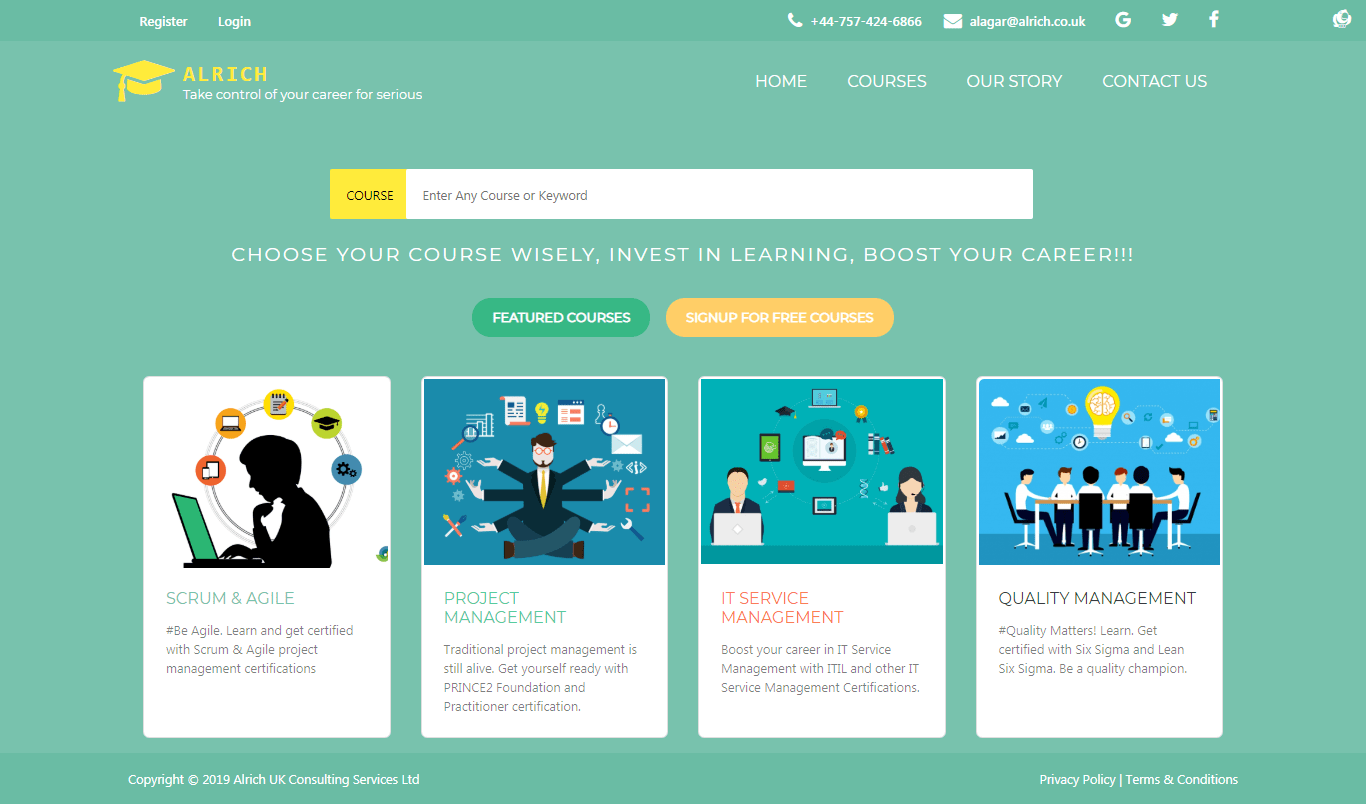 Register Login +44-757-424-6866 alagar@alrich.co.uk
ALRICH
Take control of your career for serious
HOME COURSES OUR STORY CONTACT US
COURSE Enter Any Course or Keyword
CHOOSE YOUR COURSE WISELY, INVEST IN LEARNING, BOOST YOUR CAREER!!!
FEATURED COURSES SIGNUP FOR FREE COURSES
SCRUM & AGILE
#Be Agile. Learn and get certified
with Scrum & Agile project
management certifications
PROJECT
MANAGEMENT
Traditional project management is
still alive. Get yourself ready with
PRINCE2 Foundation and
Practitioner certification.
IT SERVICE
MANAGEMENT
Boost your career in IT Service
Management with ITIL and other IT
Service Management Certifications.
QUALITY MANAGEMENT
#Quality Matters! Learn. Get
certified with Six Sigma and Lean
Six Sigma. Be a quality champion.
Copyright © 2019 Alrich UK Consulting Services Ltd Privacy Policy | Terms & Conditions